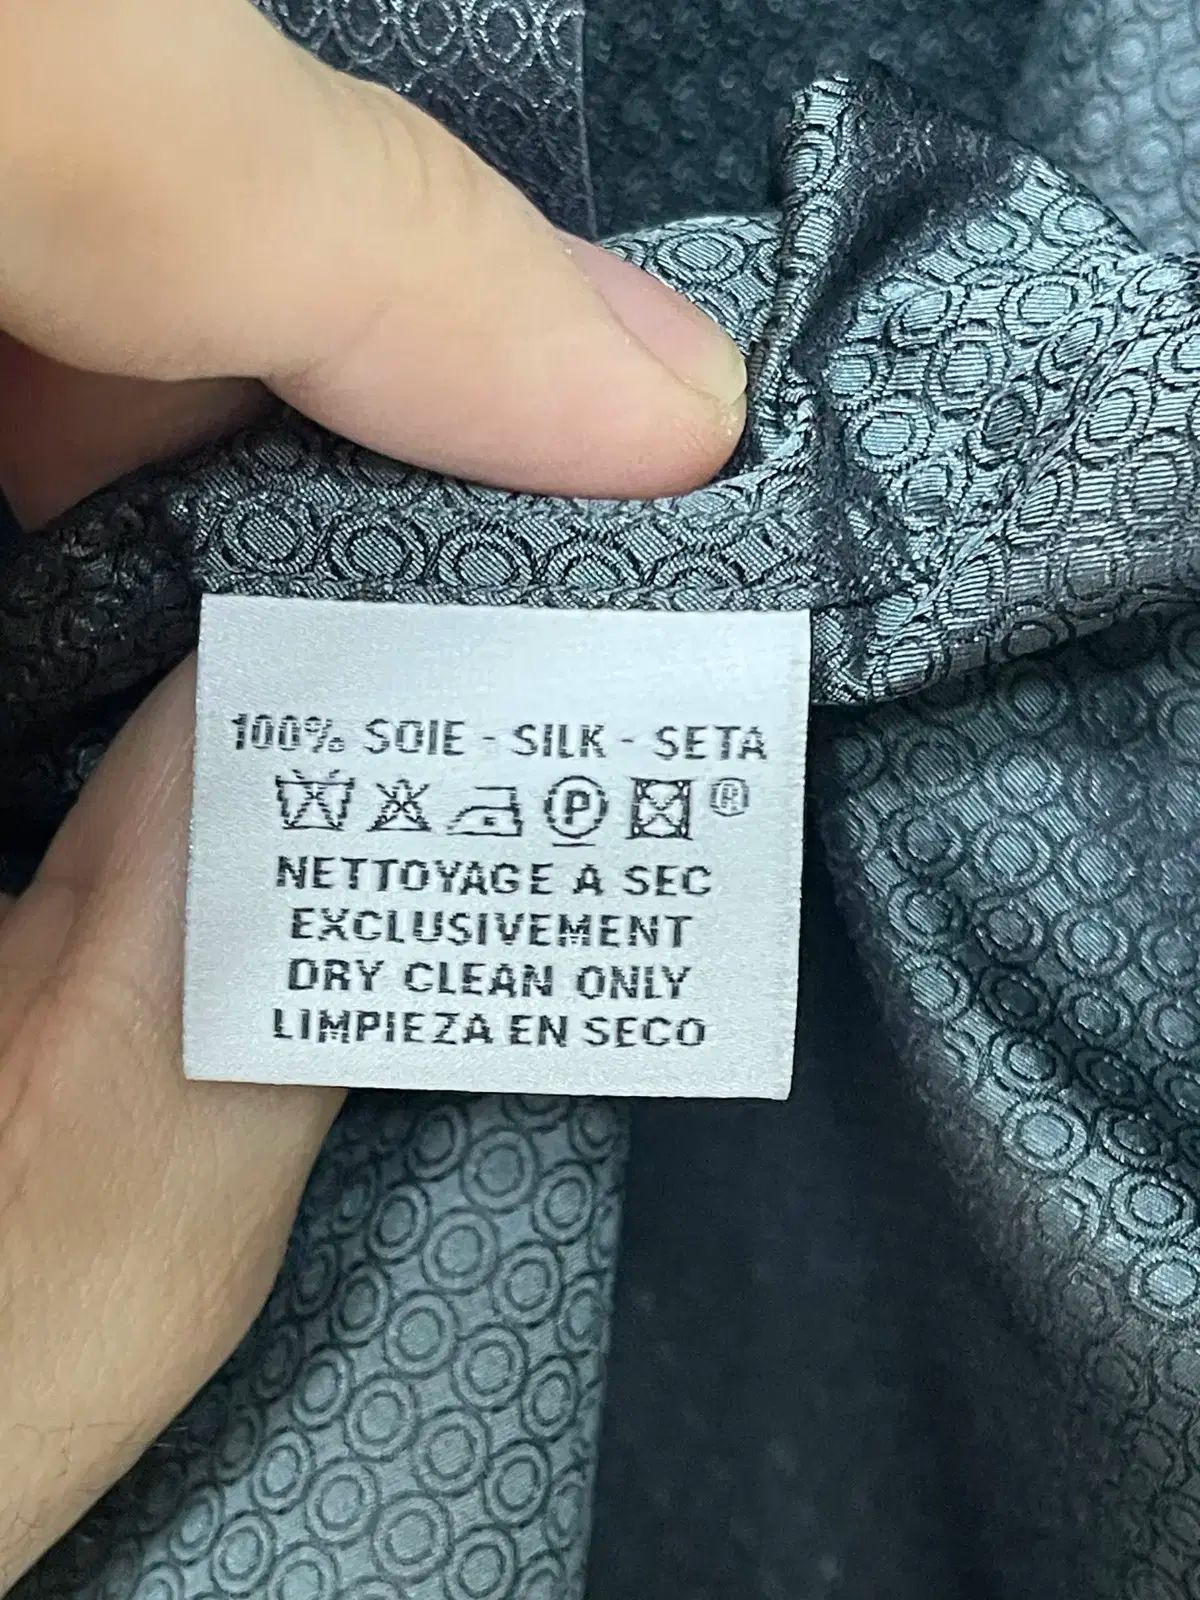 100% SOIE - SILK - SETA
P ®
NETTOYAGE A SEC
EXCLUSIVEMENT
DRY CLEAN ONLY
LIMPIEZA EN SECO